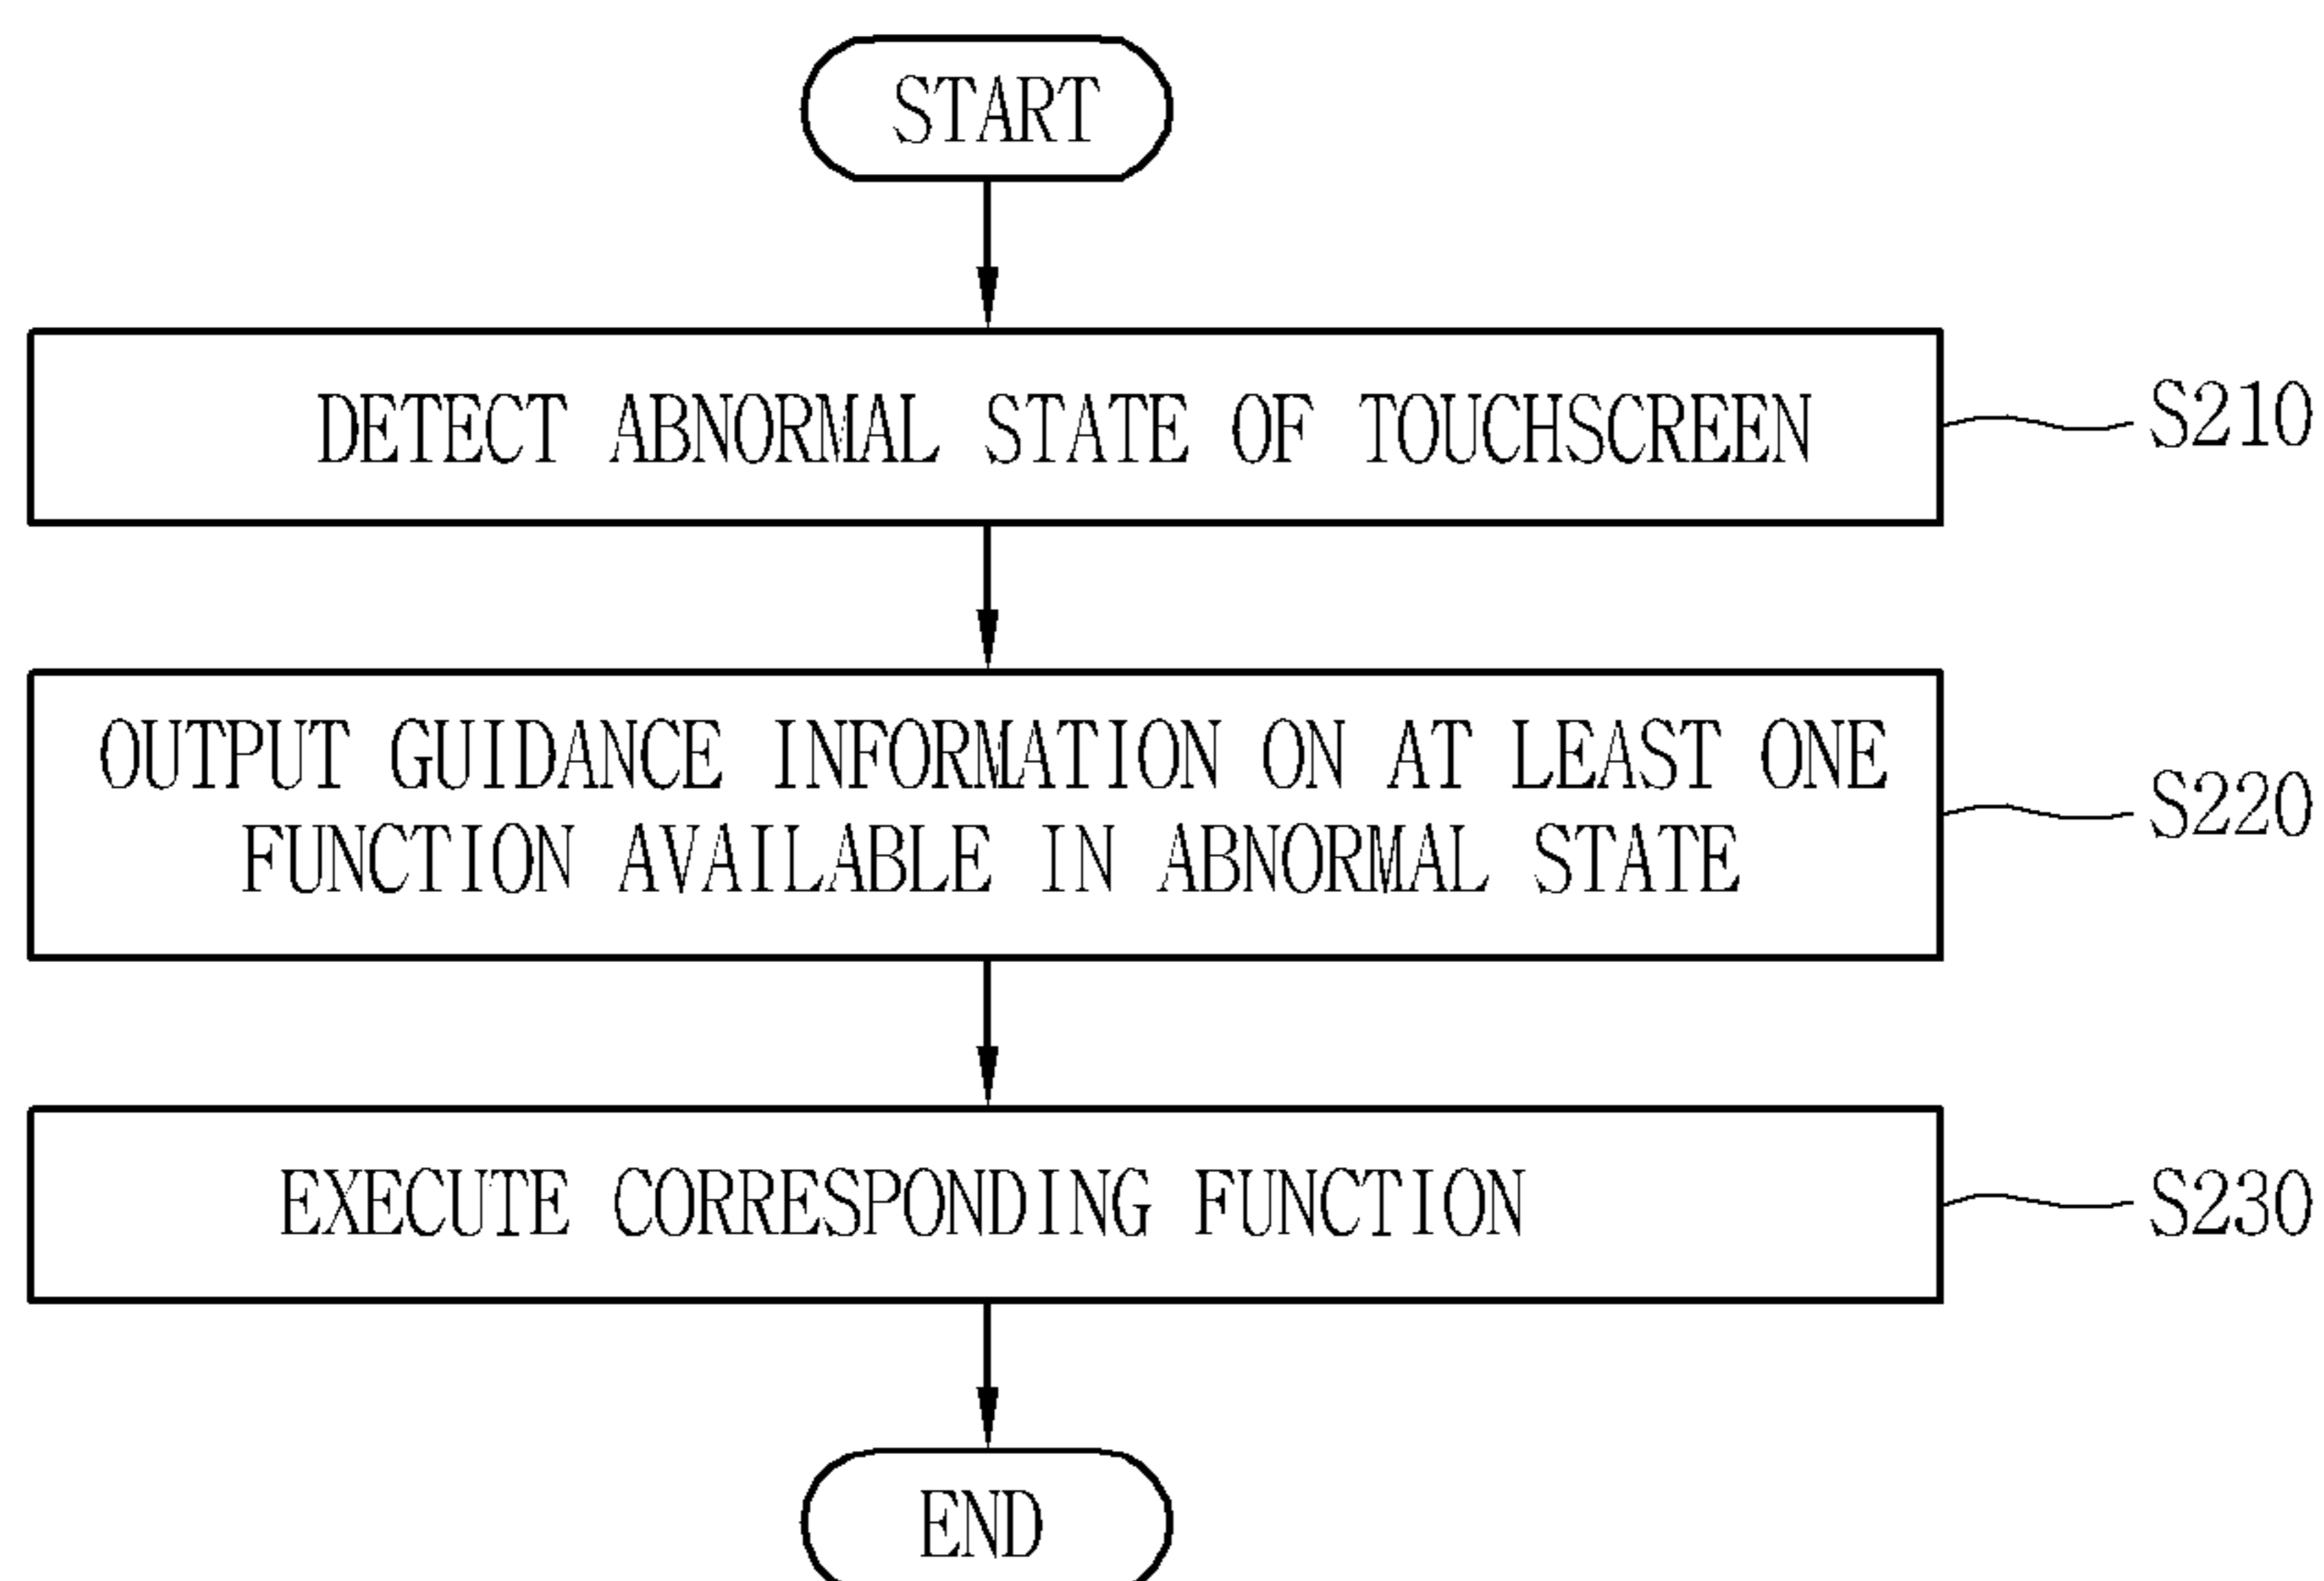 START
DETECT ABNORMAL STATE OF TOUCHSCREEN
S210
OUTPUT GUIDANCE INFORMATION ON AT LEAST ONE
FUNCTION AVAILABLE IN ABNORMAL STATE
S220
EXECUTE CORRESPONDING FUNCTION
S230
END